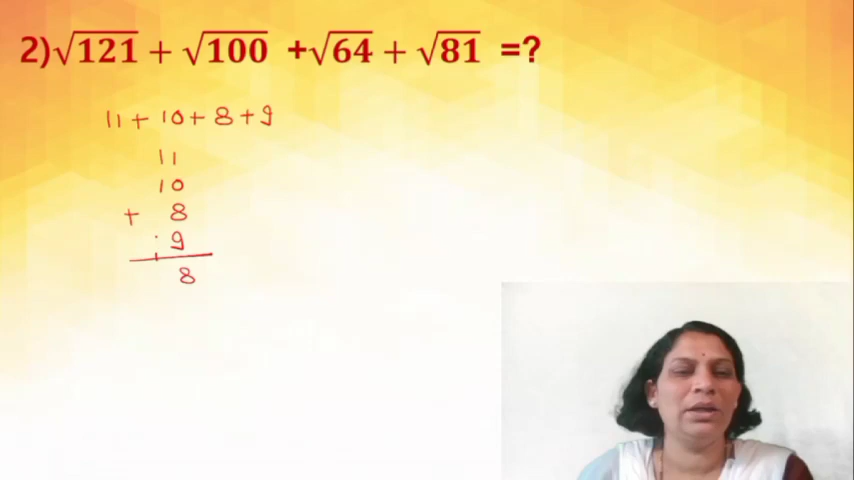 2)√121 + √100 +√64 + √81 =?
11 + 10 + 8 + 9
11
10
+ 8
9
8